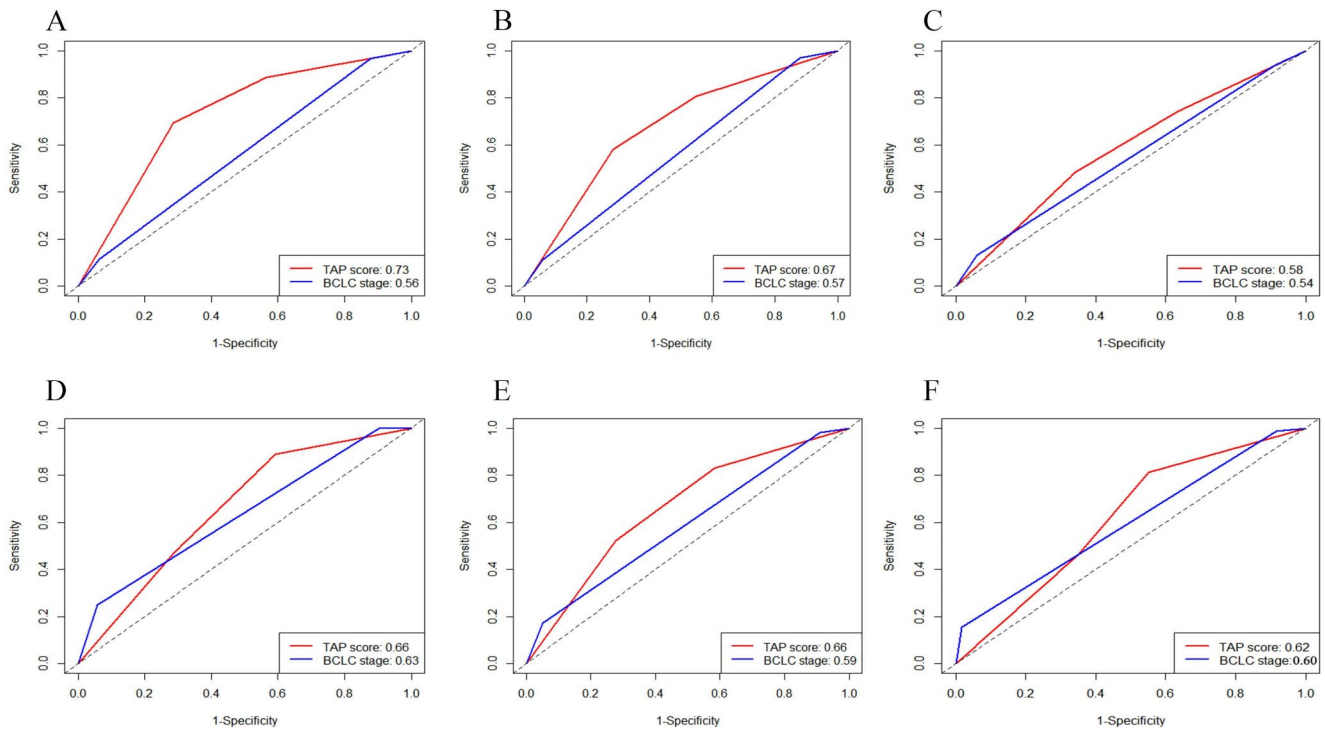 A
B
C
Sensitivity
0.0 0.2 0.4 0.6 0.8 1.0
TAP score: 0.73
BCLC stage: 0.56
0.0 0.2 0.4 0.6 0.8 1.0
1-Specificity
Sensitivity
0.0 0.2 0.4 0.6 0.8 1.0
TAP score: 0.67
BCLC stage: 0.57
0.0 0.2 0.4 0.6 0.8 1.0
1-Specificity
Sensitivity
0.0 0.2 0.4 0.6 0.8 1.0
TAP score: 0.58
BCLC stage: 0.54
0.0 0.2 0.4 0.6 0.8 1.0
1-Specificity
D
E
F
Sensitivity
0.0 0.2 0.4 0.6 0.8 1.0
TAP score: 0.66
BCLC stage: 0.63
0.0 0.2 0.4 0.6 0.8 1.0
1-Specificity
Sensitivity
0.0 0.2 0.4 0.6 0.8 1.0
TAP score: 0.66
BCLC stage: 0.59
0.0 0.2 0.4 0.6 0.8 1.0
1-Specificity
Sensitivity
0.0 0.2 0.4 0.6 0.8 1.0
TAP score: 0.62
BCLC stage: 0.60
0.0 0.2 0.4 0.6 0.8 1.0
1-Specificity